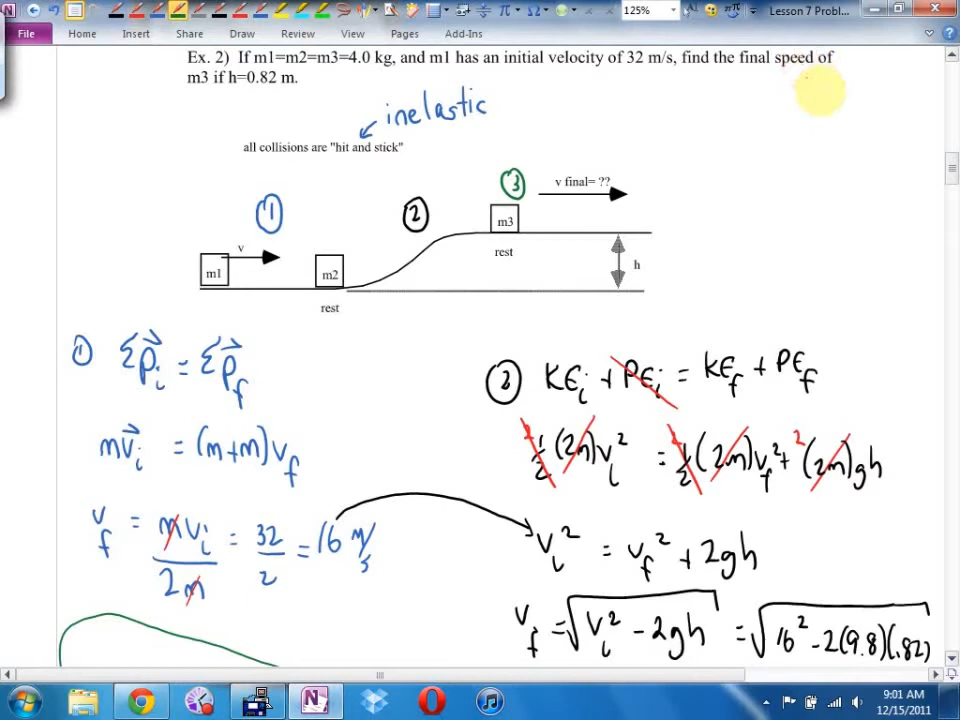 125%
Lesson 7 Probl...
File Home Insert Share Draw Review View Pages Add-Ins
Ex. 2) If m1=m2=m3=4.0 kg, and m1 has an initial velocity of 32 m/s, find the final speed of
m3 if h=0.82 m.
inelastic
all collisions are "hit and stick"
① ② ③ v final= ??
m3
v
rest
h
m1 m2
rest
① Σp⃗i = Σp⃗f
mv⃗i = (m+m)vf
vf = mvi/2m = 32/2 = 16 m/s
② KEi + PEi = KEf + PEf
½(2m)vi² = ½(2m)vf² + (2m)gh
2 2 2
vi² = vf² + 2gh
vf = √(vi² - 2gh) = √(16² - 2(9.8)(.82))
9:01 AM
12/15/2011